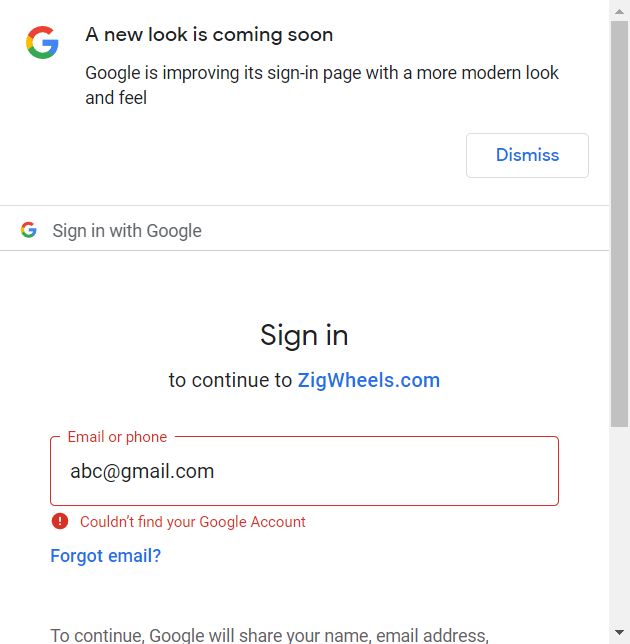 A new look is coming soon
Google is improving its sign-in page with a more modern look
and feel
Dismiss
Sign in with Google
Sign in
to continue to ZigWheels.com
Email or phone
abc@gmail.com
Couldn't find your Google Account
Forgot email?
To continue, Google will share your name, email address,